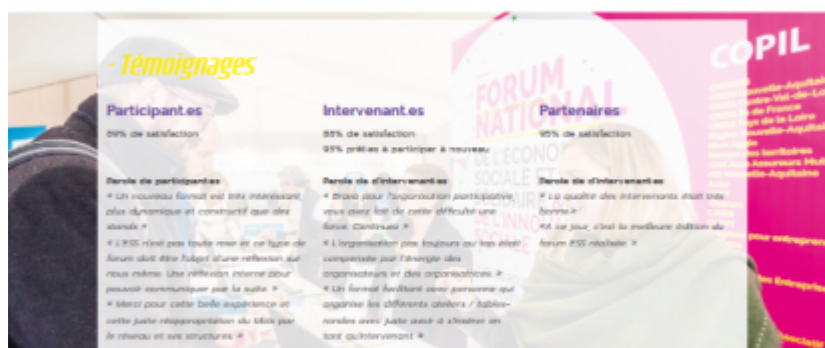 - Témoignages
Participant.es
89% de satisfaction
Parole de participant.es
« Un nouveau format est très intéressant
plus dynamique et constructif que des
stands »
« L'ESS n'est pas toute rose et ce type de
forum doit être l'objet d'une réflexion sur
nous même. Une réflexion interne pour
pouvoir communiquer par la suite. »
« Merci pour cette belle expérience et
cette juste réappropriation du Mois par
le réseau et ses structures. »
Intervenant.es
88% de satisfaction
93% prêt.es à participer à nouveau
Parole de d'intervenant.es
« Bravo pour l'organisation participative,
vous avez fait de cette difficulté une
force. Continuez »
« L'organisation pas toujours au top était
compensée par l'énergie des
organisateurs et des organisatrices. »
« Un format facilitant avec personne qui
organise les différents ateliers / tables-
rondes avec juste avoir à s'insérer en
tant qu'intervenant. »
Partenaires
95% de satisfaction
Parole de d'intervenant.es
« La qualité des intervenants était très
bonne »
«A ce jour, c'est la meilleure édition du
forum ESS réalisée. »
FORUM
NATIONAL
DE L'ÉCONO
SOCIALE ET
COPIL